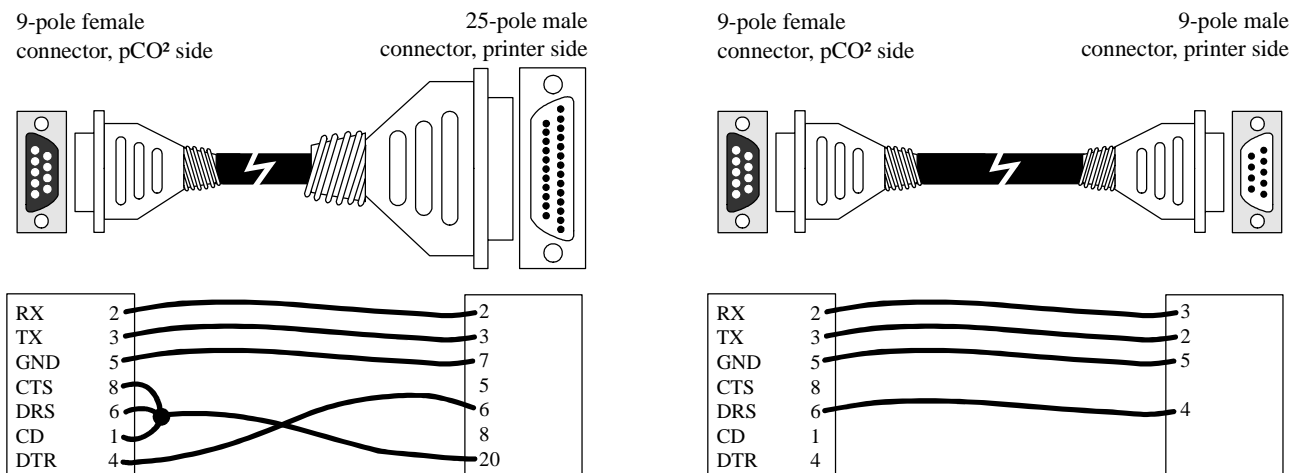 9-pole female
connector, pCO² side
25-pole male
connector, printer side
RX 2 2
TX 3 3
GND 5 7
CTS 8 5
DRS 6 6
CD 1 8
DTR 4 20
9-pole female
connector, pCO² side
9-pole male
connector, printer side
RX 2 3
TX 3 2
GND 5 5
CTS 8
DRS 6 4
CD 1
DTR 4